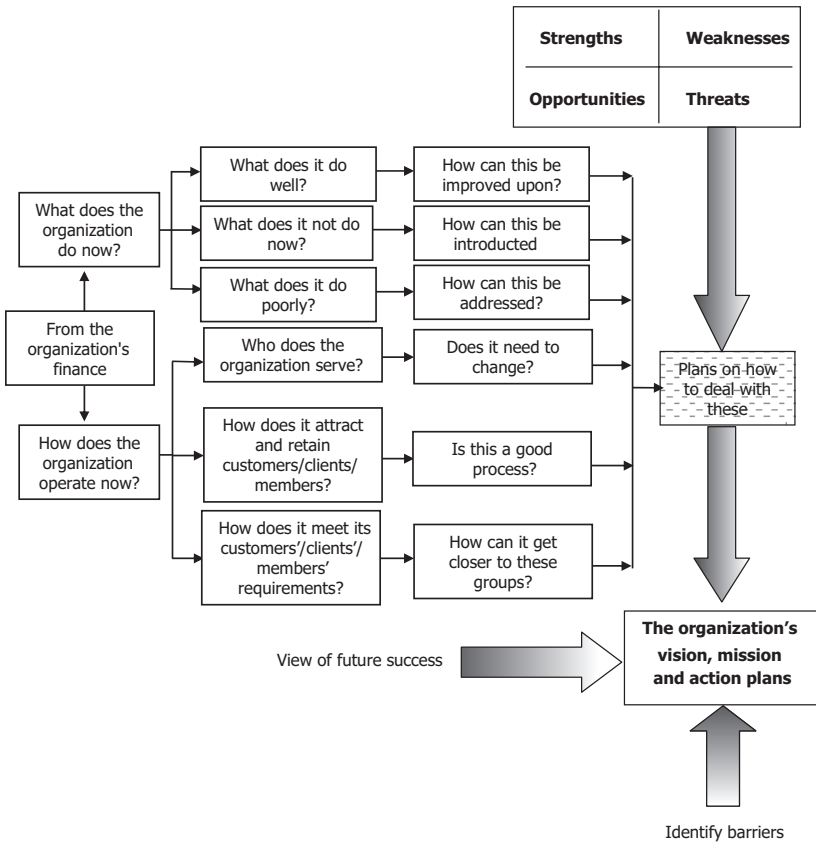 Strengths
Weaknesses
Opportunities
Threats
What does it do
well?
How can this be
improved upon?
What does the
organization
do now?
What does it not do
now?
How can this be
introducted
What does it do
poorly?
How can this be
addressed?
From the
organization's
finance
Who does the
organization serve?
Does it need to
change?
Plans on how
to deal with
these
How does the
organization
operate now?
How does it attract
and retain
customers/clients/
members?
Is this a good
process?
How does it meet its
customers’/clients’/
members’
requirements?
How can it get
closer to these
groups?
The organization’s
vision, mission
and action plans
View of future success
Identify barriers